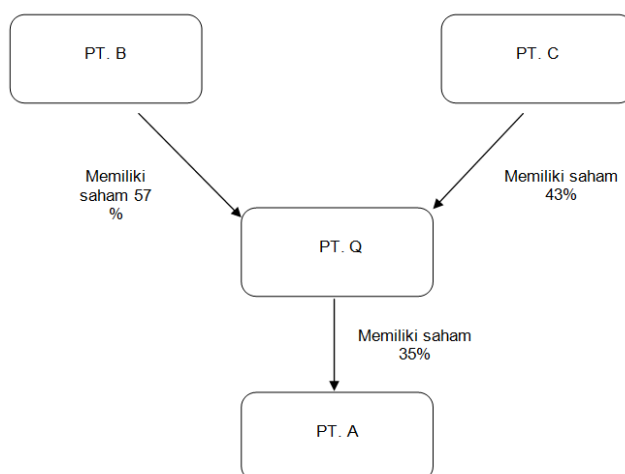 PT. B
PT. C
Memiliki
saham 57
%
Memiliki saham
43%
PT. Q
Memiliki saham
35%
PT. A